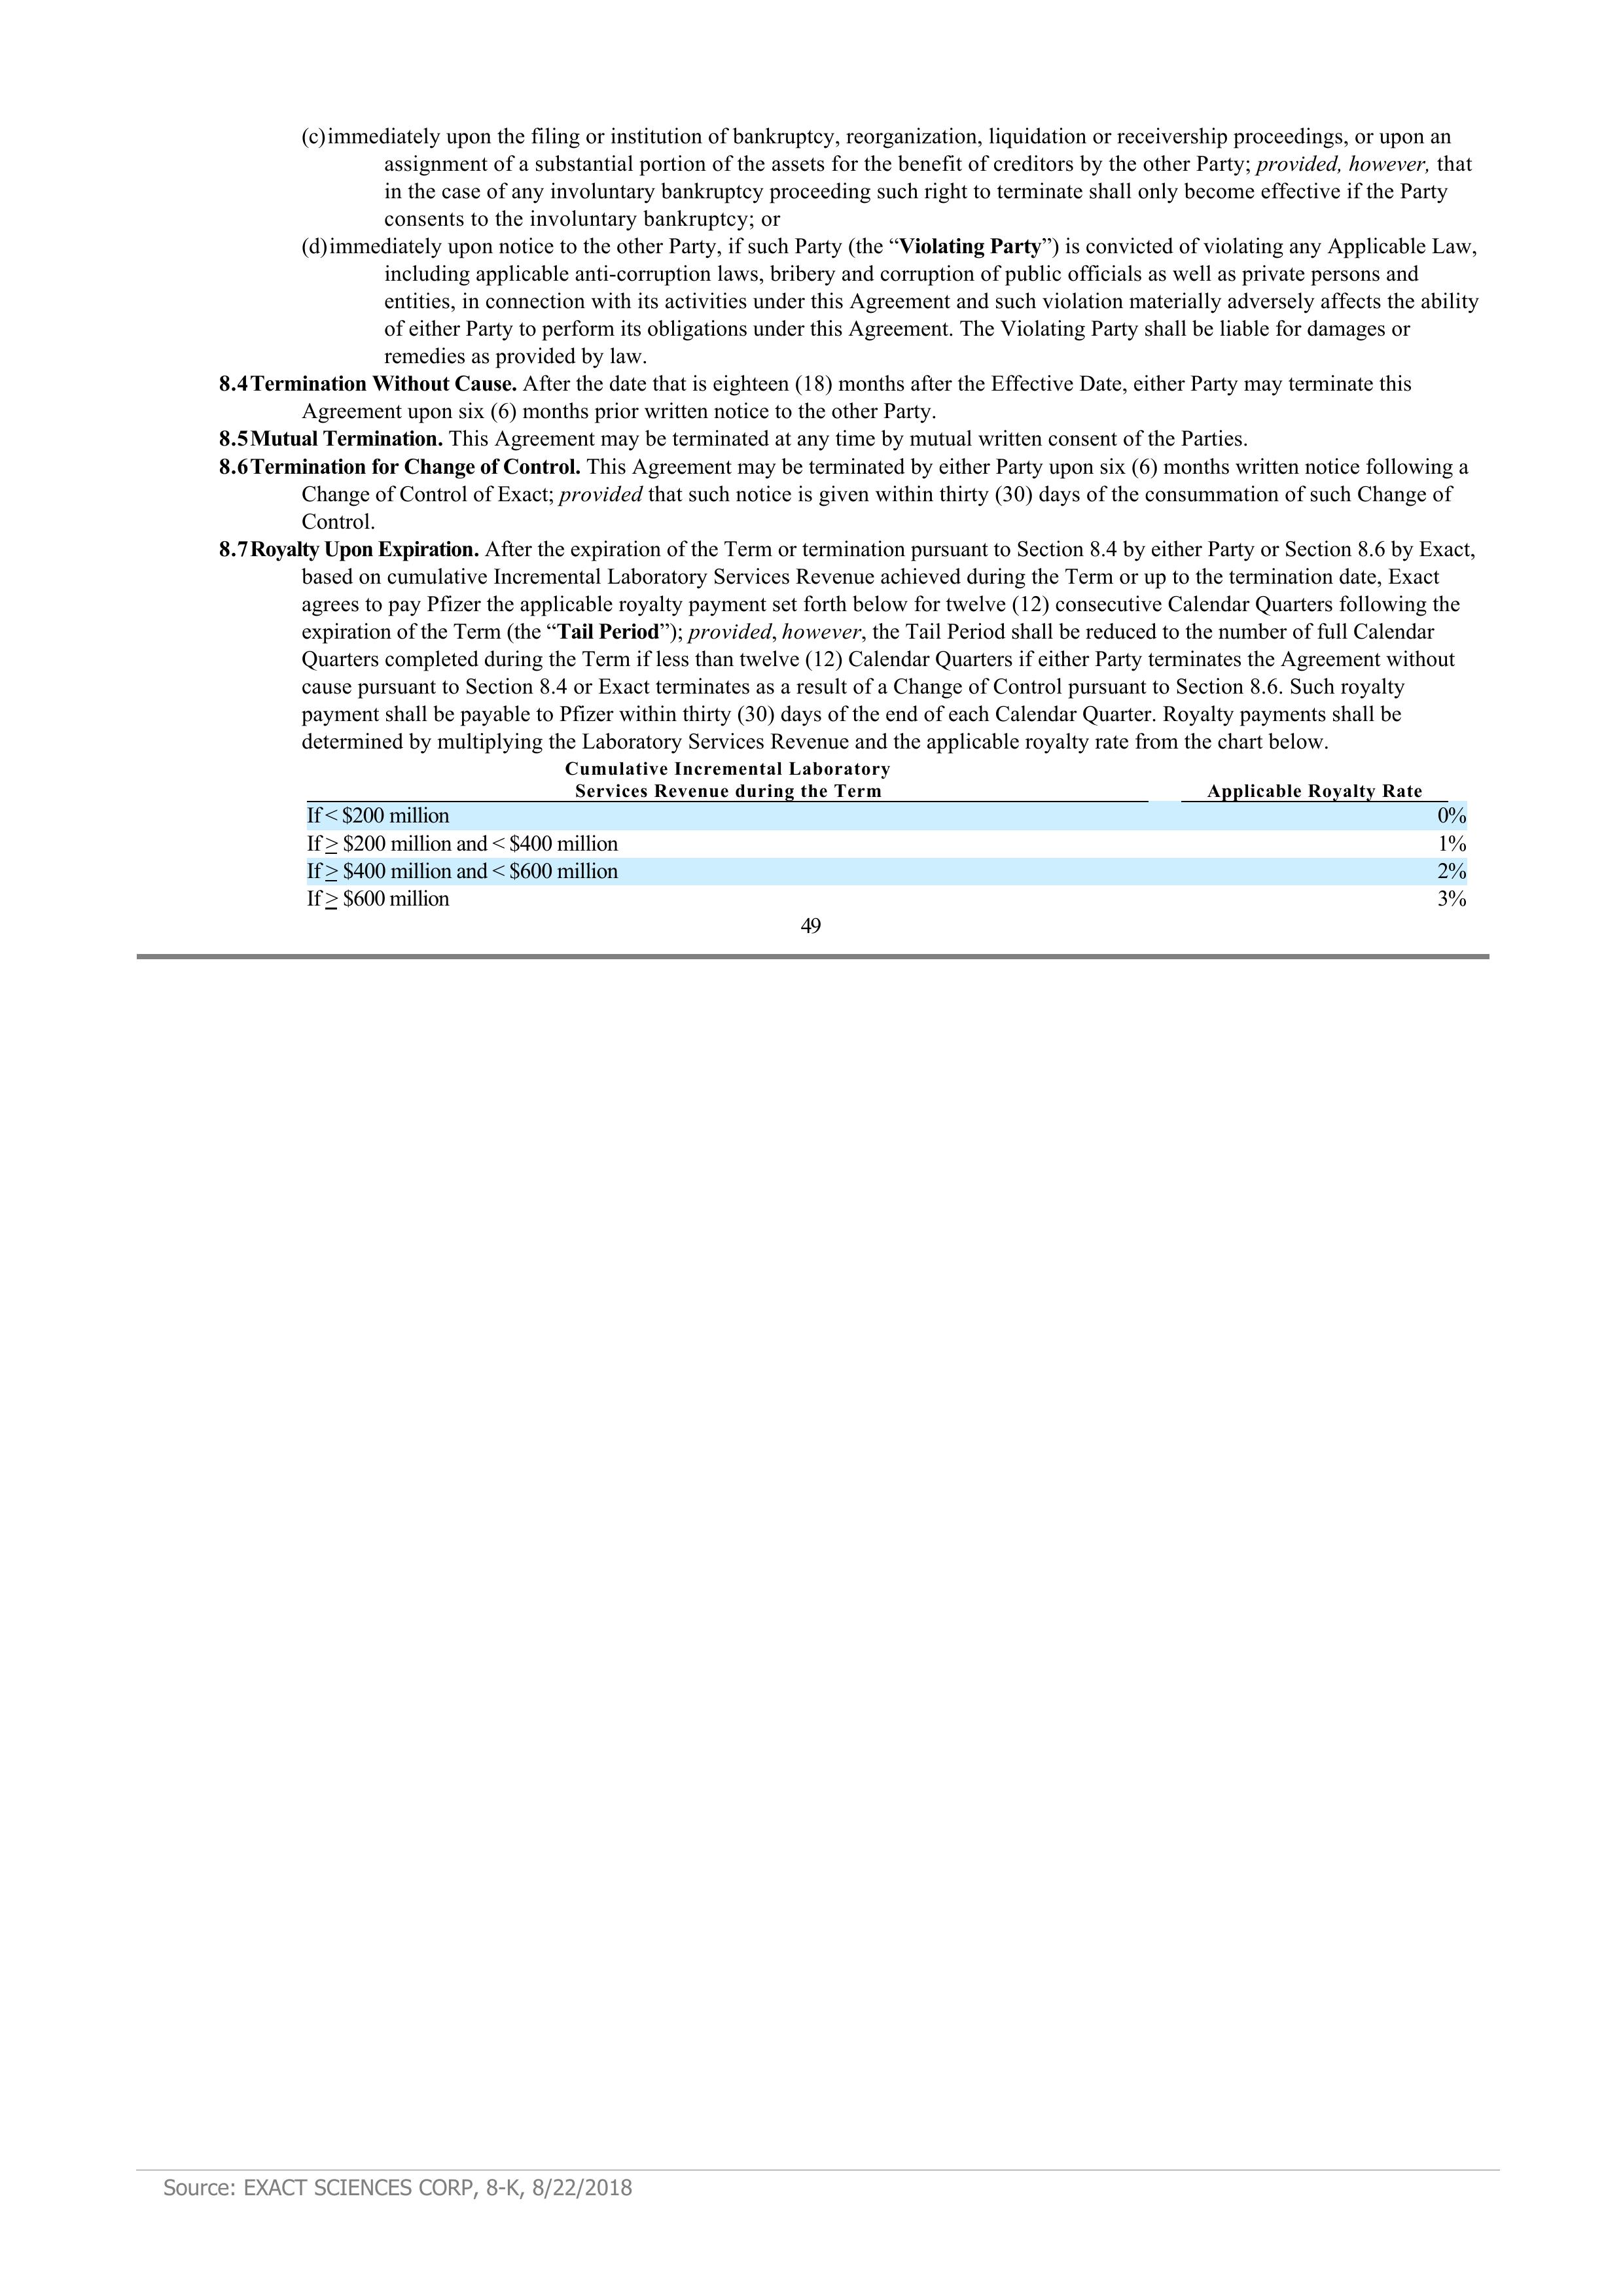 (c)immediately upon the filing or institution of bankruptcy, reorganization, liquidation or receivership proceedings, or upon an
assignment of a substantial portion of the assets for the benefit of creditors by the other Party; provided, however, that
in the case of any involuntary bankruptcy proceeding such right to terminate shall only become effective if the Party
consents to the involuntary bankruptcy; or
(d)immediately upon notice to the other Party, if such Party (the “Violating Party”) is convicted of violating any Applicable Law,
including applicable anti-corruption laws, bribery and corruption of public officials as well as private persons and
entities, in connection with its activities under this Agreement and such violation materially adversely affects the ability
of either Party to perform its obligations under this Agreement. The Violating Party shall be liable for damages or
remedies as provided by law.
8.4Termination Without Cause. After the date that is eighteen (18) months after the Effective Date, either Party may terminate this
Agreement upon six (6) months prior written notice to the other Party.
8.5Mutual Termination. This Agreement may be terminated at any time by mutual written consent of the Parties.
8.6Termination for Change of Control. This Agreement may be terminated by either Party upon six (6) months written notice following a
Change of Control of Exact; provided that such notice is given within thirty (30) days of the consummation of such Change of
Control.
8.7Royalty Upon Expiration. After the expiration of the Term or termination pursuant to Section 8.4 by either Party or Section 8.6 by Exact,
based on cumulative Incremental Laboratory Services Revenue achieved during the Term or up to the termination date, Exact
agrees to pay Pfizer the applicable royalty payment set forth below for twelve (12) consecutive Calendar Quarters following the
expiration of the Term (the “Tail Period”); provided, however, the Tail Period shall be reduced to the number of full Calendar
Quarters completed during the Term if less than twelve (12) Calendar Quarters if either Party terminates the Agreement without
cause pursuant to Section 8.4 or Exact terminates as a result of a Change of Control pursuant to Section 8.6. Such royalty
payment shall be payable to Pfizer within thirty (30) days of the end of each Calendar Quarter. Royalty payments shall be
determined by multiplying the Laboratory Services Revenue and the applicable royalty rate from the chart below.
Cumulative Incremental Laboratory
Services Revenue during the Term Applicable Royalty Rate
If < $200 million 0%
If ≥ $200 million and < $400 million 1%
If ≥ $400 million and < $600 million 2%
If ≥ $600 million 3%
49
Source: EXACT SCIENCES CORP, 8-K, 8/22/2018